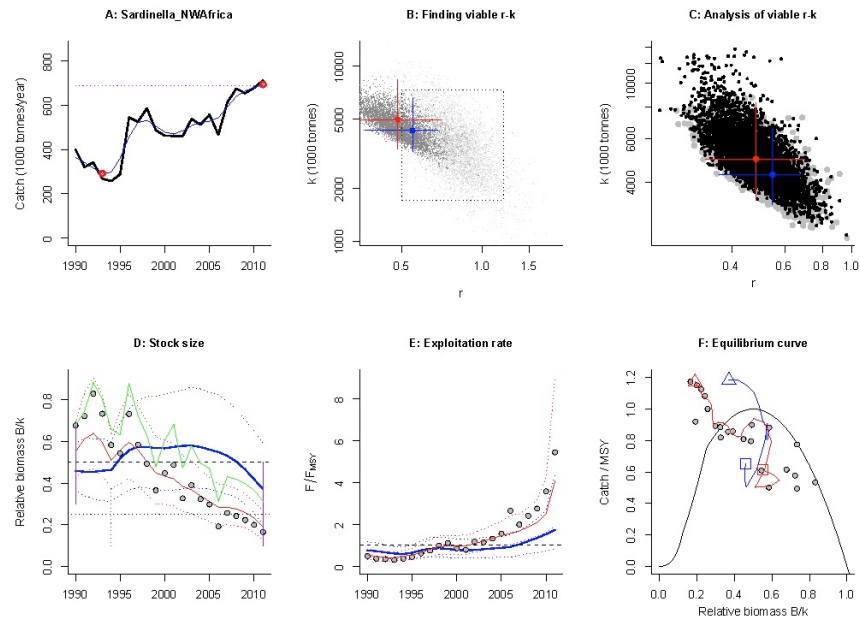 A: Sardinella_NWAfrica
B: Finding viable r-k
C: Analysis of viable r-k
Catch (1000 tonnes/year)
0 200 400 600 800
1990 1995 2000 2005 2010
k (1000 tonnes)
1000 2000 5000 10000
0.5 1.0 1.5
r
k (1000 tonnes)
4000 6000 10000
0.4 0.6 0.8 1.0
r
D: Stock size
E: Exploitation rate
F: Equilibrium curve
Relative biomass B/k
0.0 0.2 0.4 0.6 0.8
1990 1995 2000 2005 2010
F/FMSY
0 2 4 6 8
1990 1995 2000 2005 2010
Catch / MSY
0.0 0.2 0.4 0.6 0.8 1.0 1.2
0.0 0.2 0.4 0.6 0.8 1.0
Relative biomass B/k